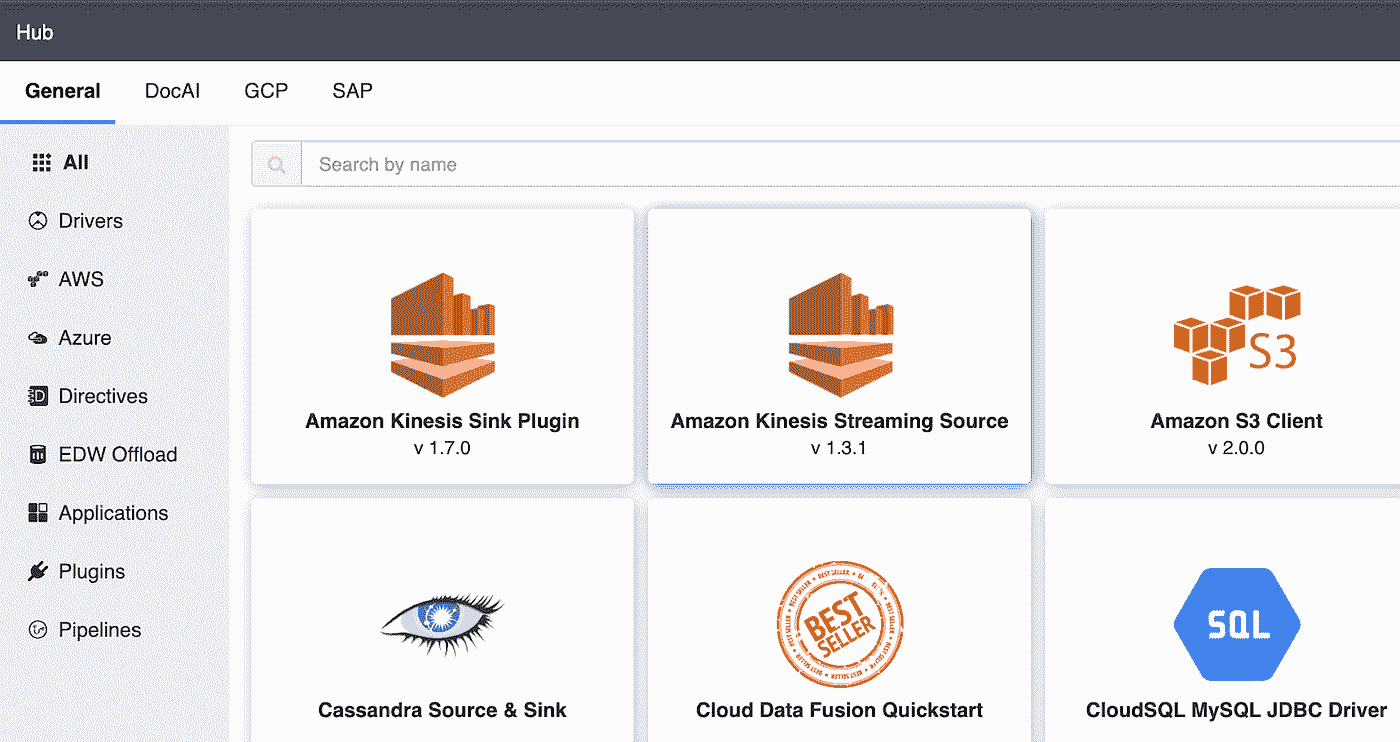 Hub
General
DocAI
GCP
SAP
All
Drivers
AWS
Azure
Directives
EDW Offload
Applications
Plugins
Pipelines
Search by name
Amazon Kinesis Sink Plugin
v 1.7.0
Amazon Kinesis Streaming Source
v 1.3.1
S3
Amazon S3 Client
v 2.0.0
Cassandra Source & Sink
BEST
SELLER
Cloud Data Fusion Quickstart
SQL
CloudSQL MySQL JDBC Driver